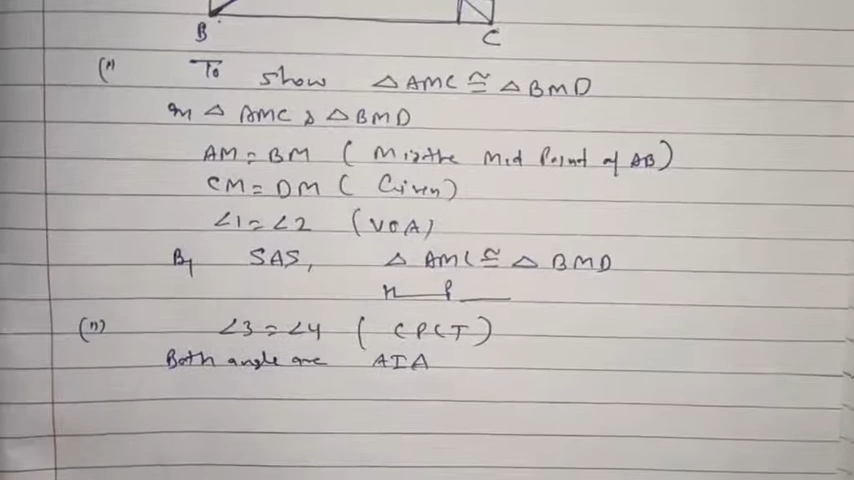 B
C
(i) To show △AMC ≅ △BMD
In △ AMC & △BMD
AM = BM ( M is the Mid Point of AB)
CM = DM ( Given)
∠1 = ∠2 (VOA)
By SAS, △ AMC ≅ △ BMD
H P
(ii) ∠3 = ∠4 ( CPCT)
Both angle are AIA